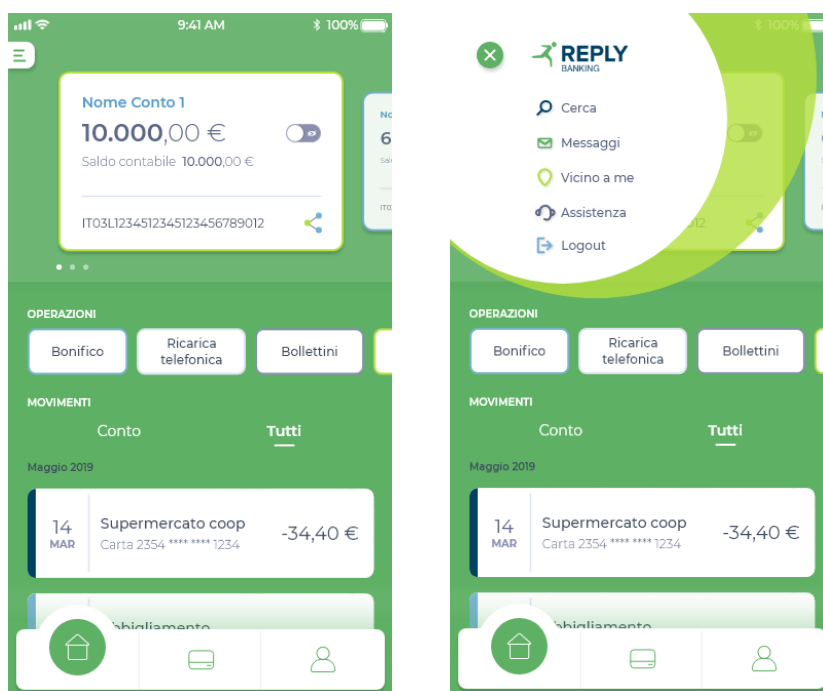 9:41 AM
100%
Nome Conto 1
10.000,00 €
Saldo contabile 10.000,00 €
IT03L1234512345123456789012
OPERAZIONI
Bonifico
Ricarica
telefonica
Bollettini
MOVIMENTI
Conto
Tutti
Maggio 2019
14
MAR
Supermercato coop
Carta 2354 **** **** 1234
-34,40 €
100%
REPLY
BANKING
Cerca
Messaggi
Vicino a me
Assistenza
Logout
OPERAZIONI
Bonifico
Ricarica
telefonica
Bollettini
MOVIMENTI
Conto
Tutti
Maggio 2019
14
MAR
Supermercato coop
Carta 2354 **** **** 1234
-34,40 €